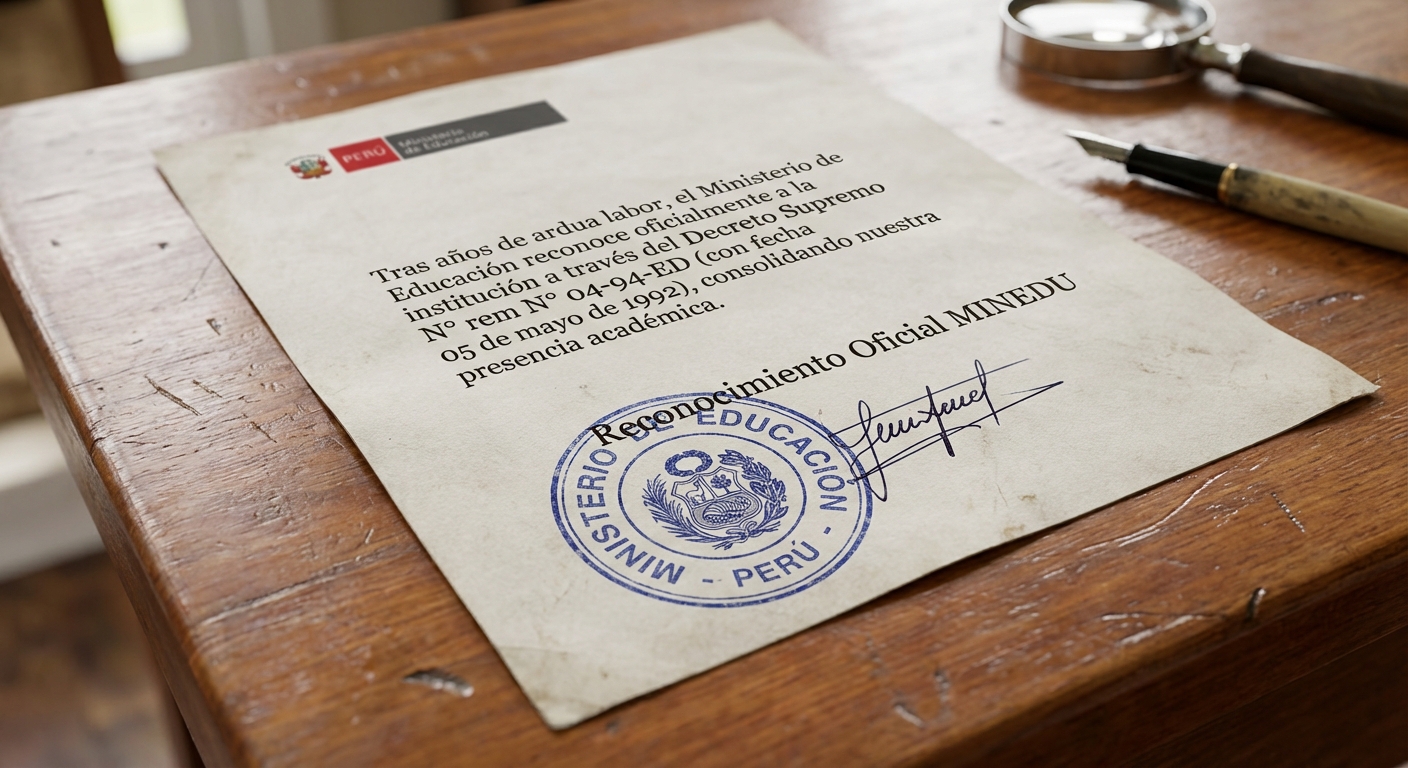 PERÚ
Ministerio
de Educación
Tras años de ardua labor, el Ministerio de
Educación reconoce oficialmente a la
institución a través del Decreto Supremo
N° rem N° 04-94-ED (con fecha
05 de mayo de 1992), consolidando nuestra
presencia académica.
Reconocimiento Oficial MINEDU
MINISTERIO DE EDUCACIÓN - PERÚ -